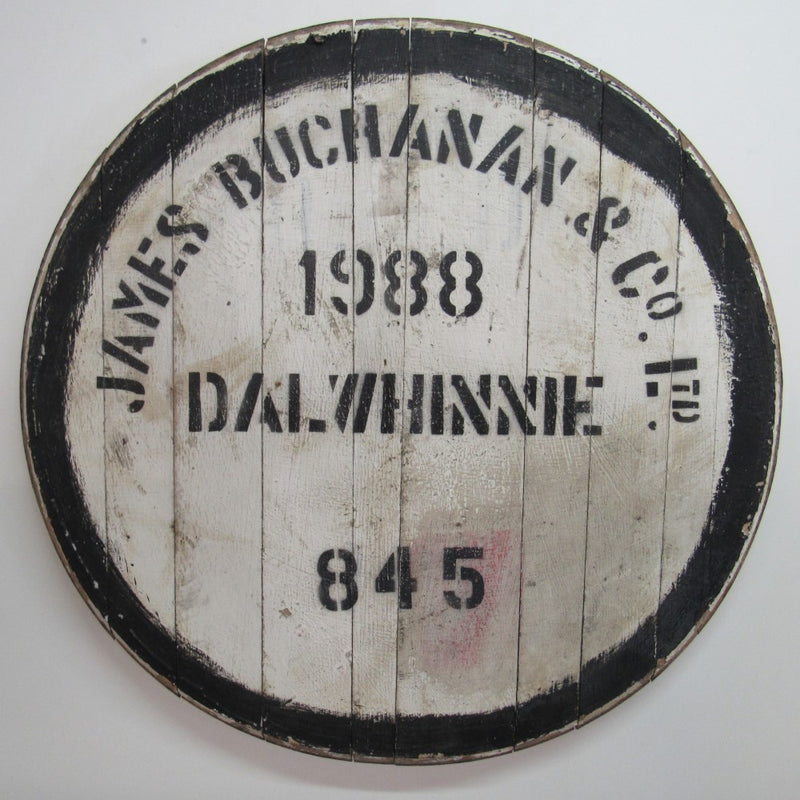 JAMES BUCHANAN & Co. LTD.
1988
DALWHINNIE
845